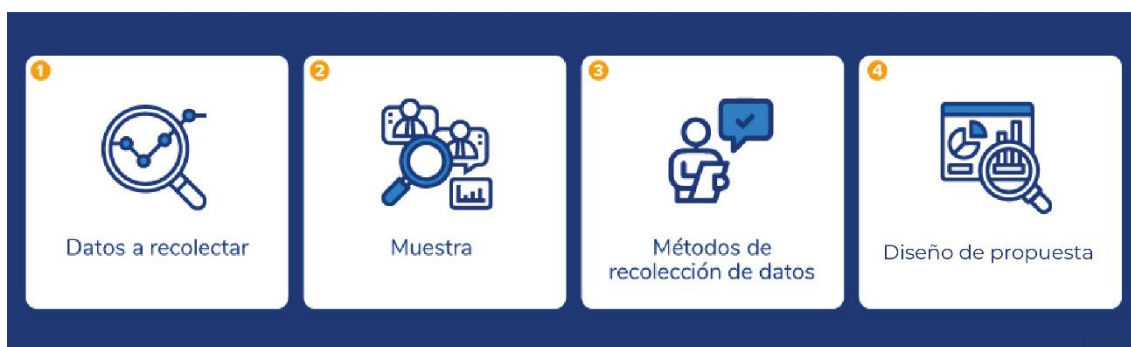 1
Datos a recolectar
2
Muestra
3
Métodos de
recolección de datos
4
Diseño de propuesta